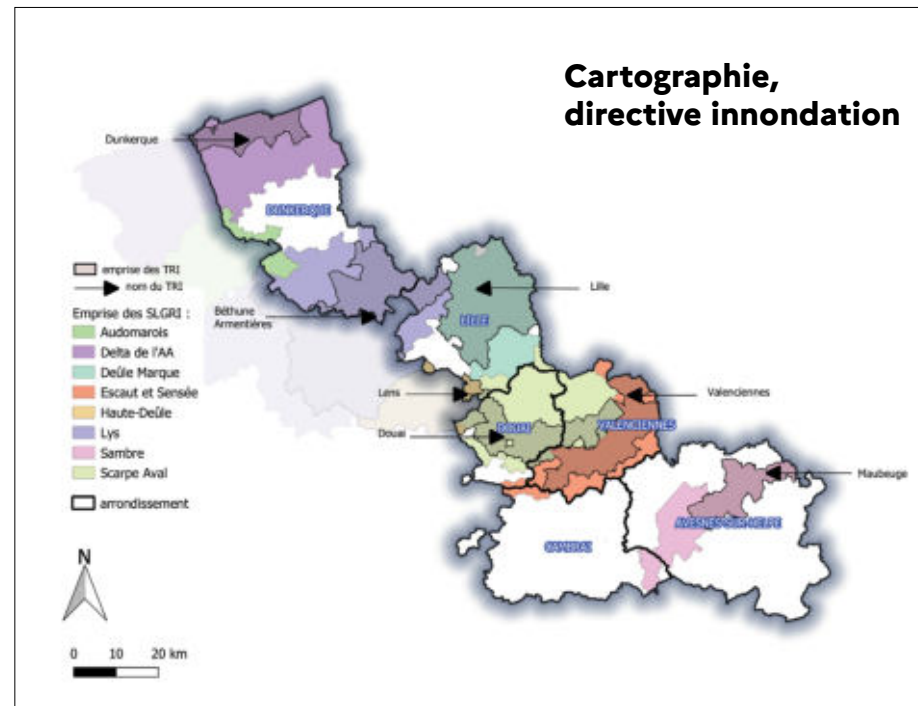 Cartographie,
directive innondation
Dunkerque
DUNKERQUE
emprise des TRI
nom du TRI
Lille
Béthune
Armentières
LILLE
Emprise des SLGRI :
Audomarois
Delta de l'AA
Deûle Marque
Escaut et Sensée
Haute-Deûle
Lys
Sambre
Scarpe Aval
arrondissement
Lens
Valenciennes
Douai
DOUAI
VALENCIENNES
Maubeuge
AVESNES-SUR-HELPE
CAMBRAI
N
0 10 20 km